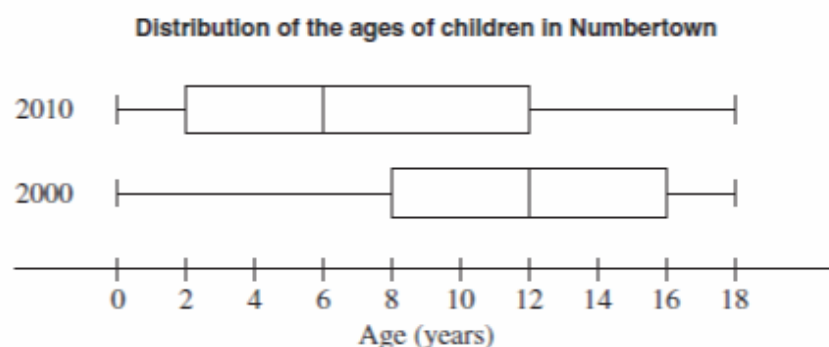 Distribution of the ages of children in Numbertown
2010
2000
0 2 4 6 8 10 12 14 16 18
Age (years)